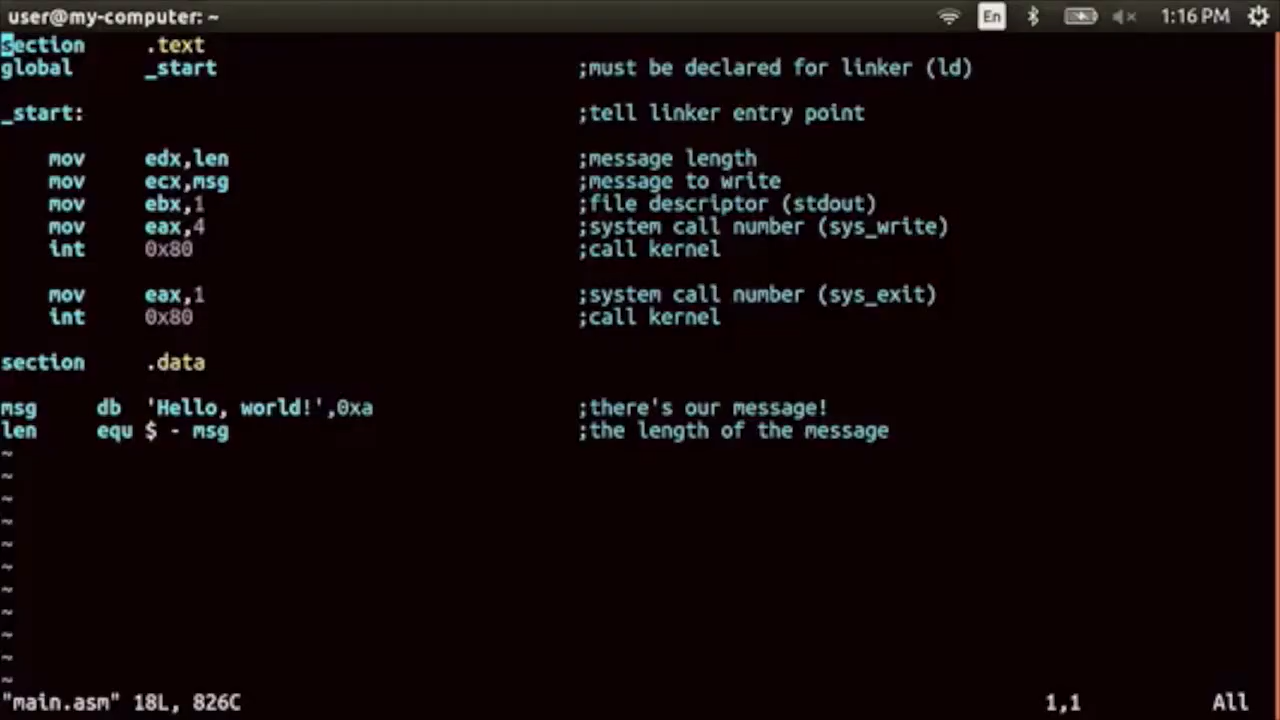 user@my-computer: ~ En 1:16 PM
section .text
global _start ;must be declared for linker (ld)
_start: ;tell linker entry point
mov edx,len ;message length
mov ecx,msg ;message to write
mov ebx,1 ;file descriptor (stdout)
mov eax,4 ;system call number (sys_write)
int 0x80 ;call kernel
mov eax,1 ;system call number (sys_exit)
int 0x80 ;call kernel
section .data
msg db 'Hello, world!',0xa ;there's our message!
len equ $ - msg ;the length of the message
~
~
~
~
~
~
~
~
~
~
~
"main.asm" 18L, 826C 1,1 All